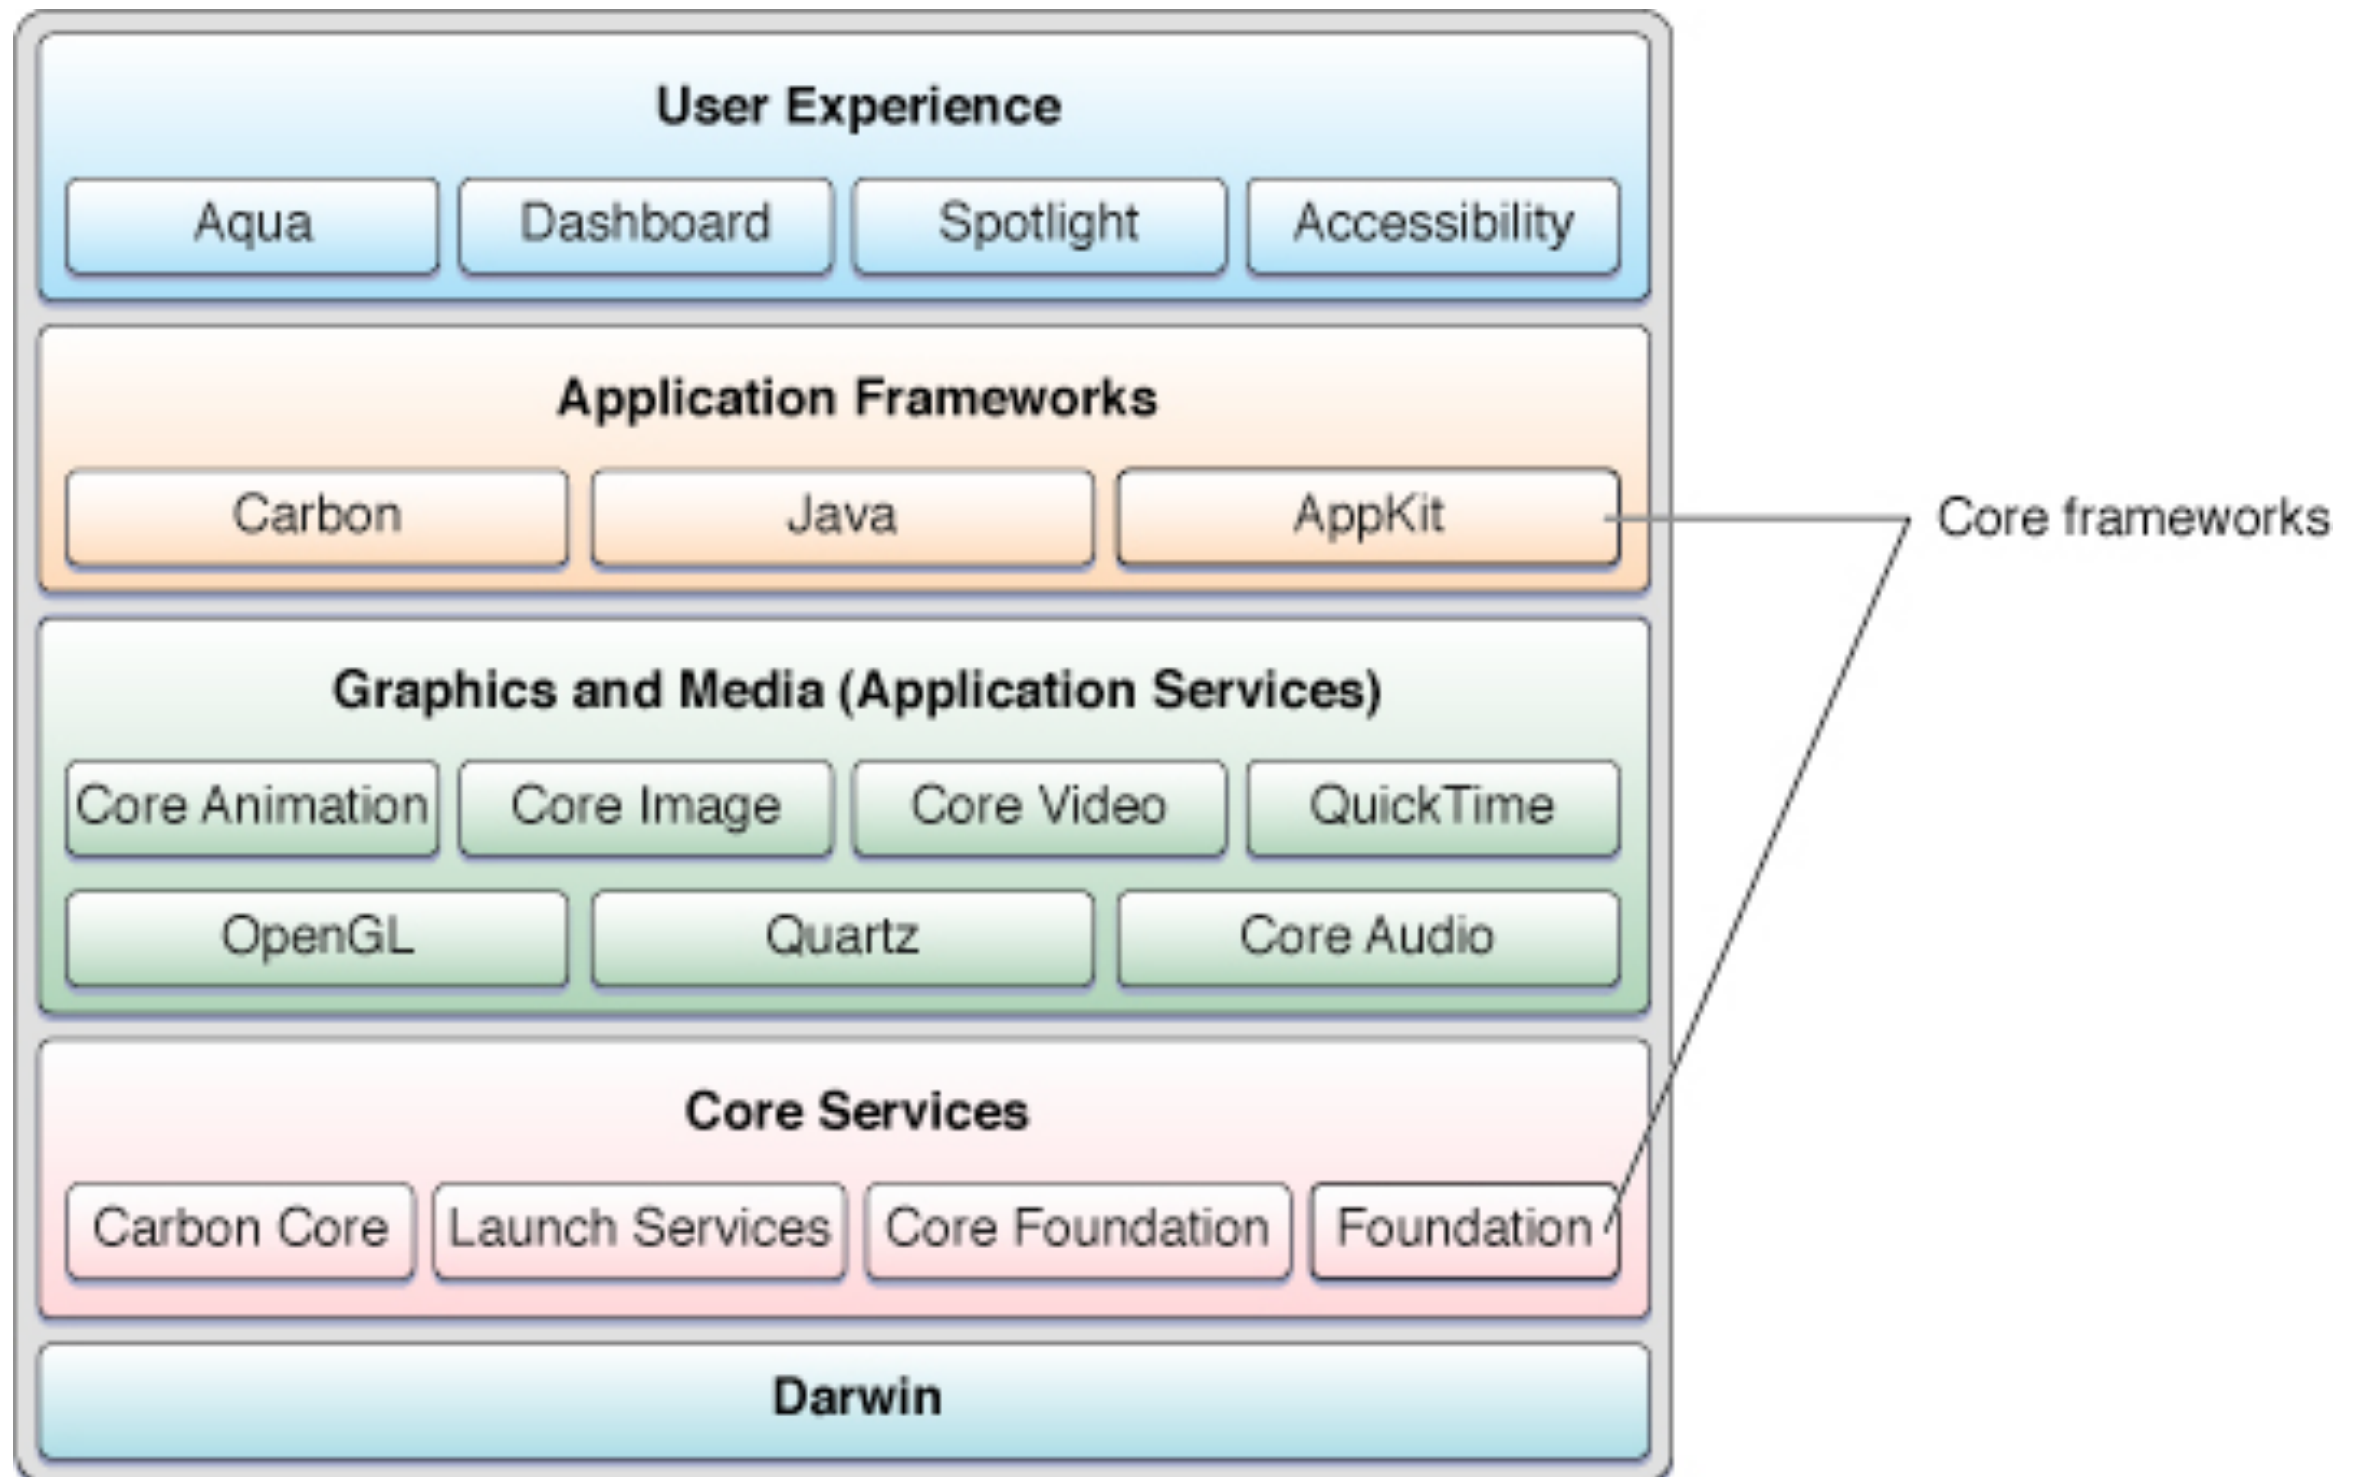 User Experience
Aqua
Dashboard
Spotlight
Accessibility
Application Frameworks
Carbon
Java
AppKit
Core frameworks
Graphics and Media (Application Services)
Core Animation
Core Image
Core Video
QuickTime
OpenGL
Quartz
Core Audio
Core Services
Carbon Core
Launch Services
Core Foundation
Foundation
Darwin